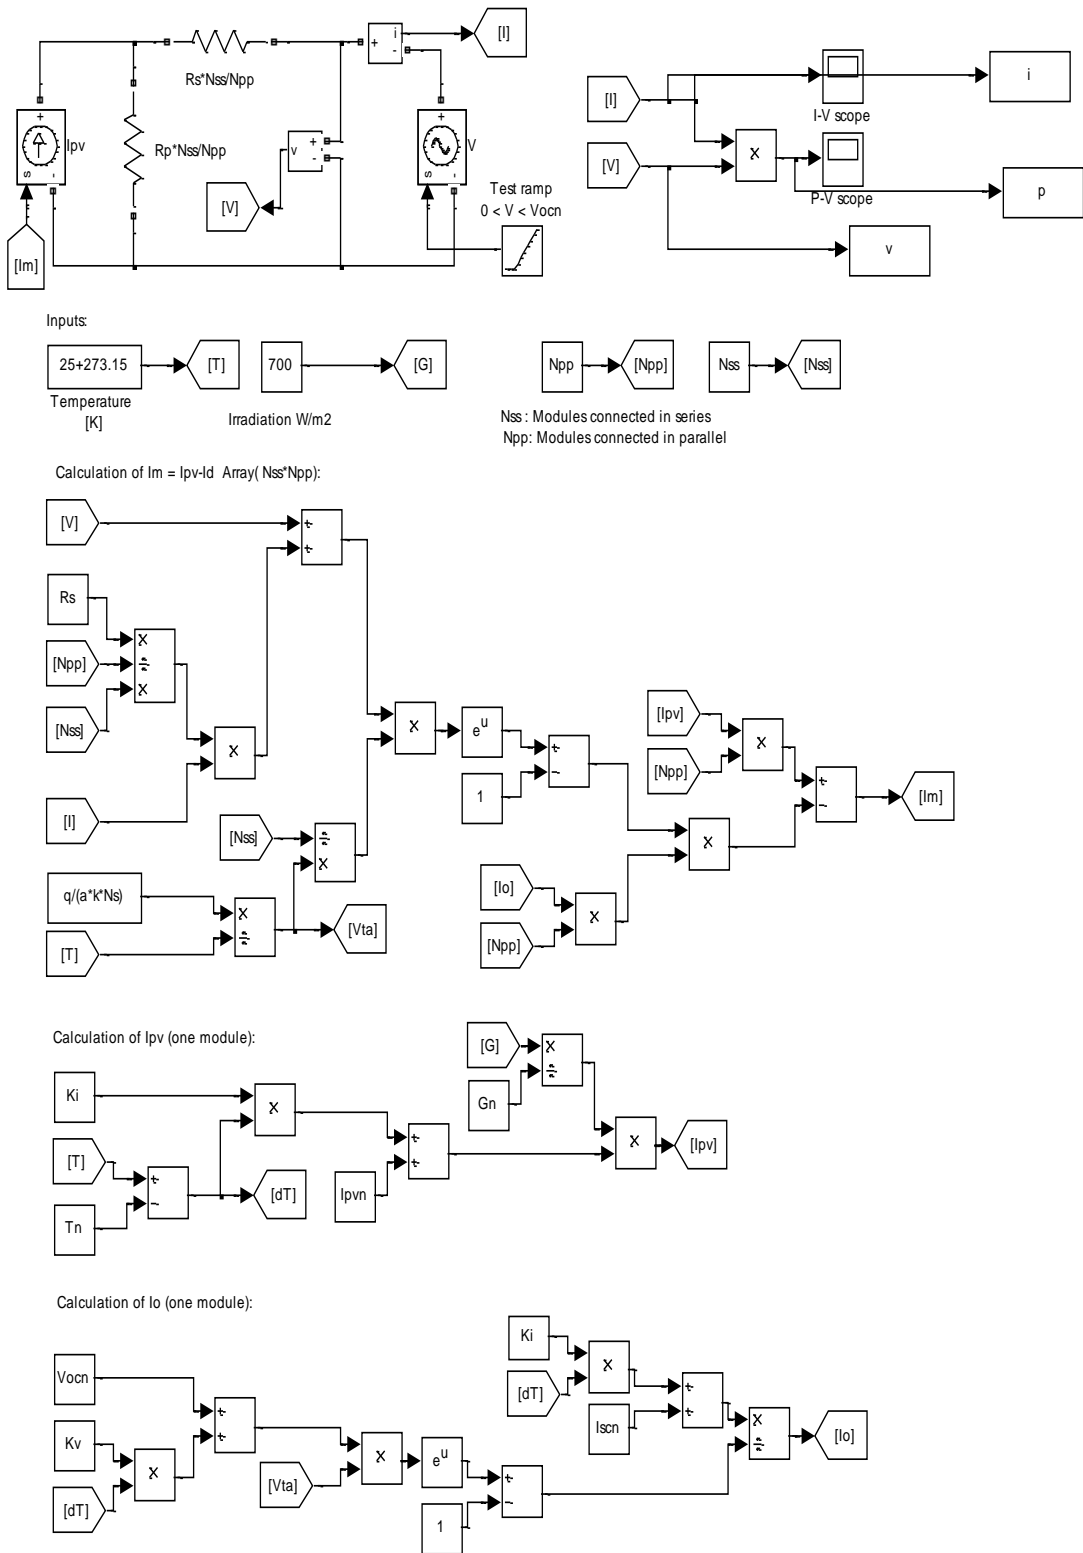 i
+
-
[I]
Rs*Nss/Npp
+
Ipv
s
-
Rp*Nss/Npp
v
+
-
[V]
+
V
s
-
Test ramp
0 < V < Vocn
[Im]
[I]
I-V scope
i
[V]
X
P-V scope
p
v
Inputs:
25+273.15
[T]
Temperature
[K]
700
[G]
Irradiation W/m2
Npp
[Npp]
Nss
[Nss]
Nss : Modules connected in series
Npp: Modules connected in parallel
Calculation of Im = Ipv-Id Array( Nss*Npp):
[V]
+
+
Rs
[Npp]
[Nss]
X
÷
X
X
[I]
X
e^u
1
+
-
[Ipv]
[Npp]
X
+
-
[Im]
[Nss]
÷
X
X
[Io]
[Npp]
X
q/(a*k*Ns)
[T]
X
÷
[Vta]
Calculation of Ipv (one module):
[G]
Gn
X
÷
Ki
X
[T]
Tn
+
-
[dT]
Ipvn
+
+
X
[Ipv]
Calculation of Io (one module):
Ki
[dT]
X
Iscn
+
+
X
÷
[Io]
Vocn
Kv
[dT]
X
+
+
[Vta]
X
e^u
1
+
-